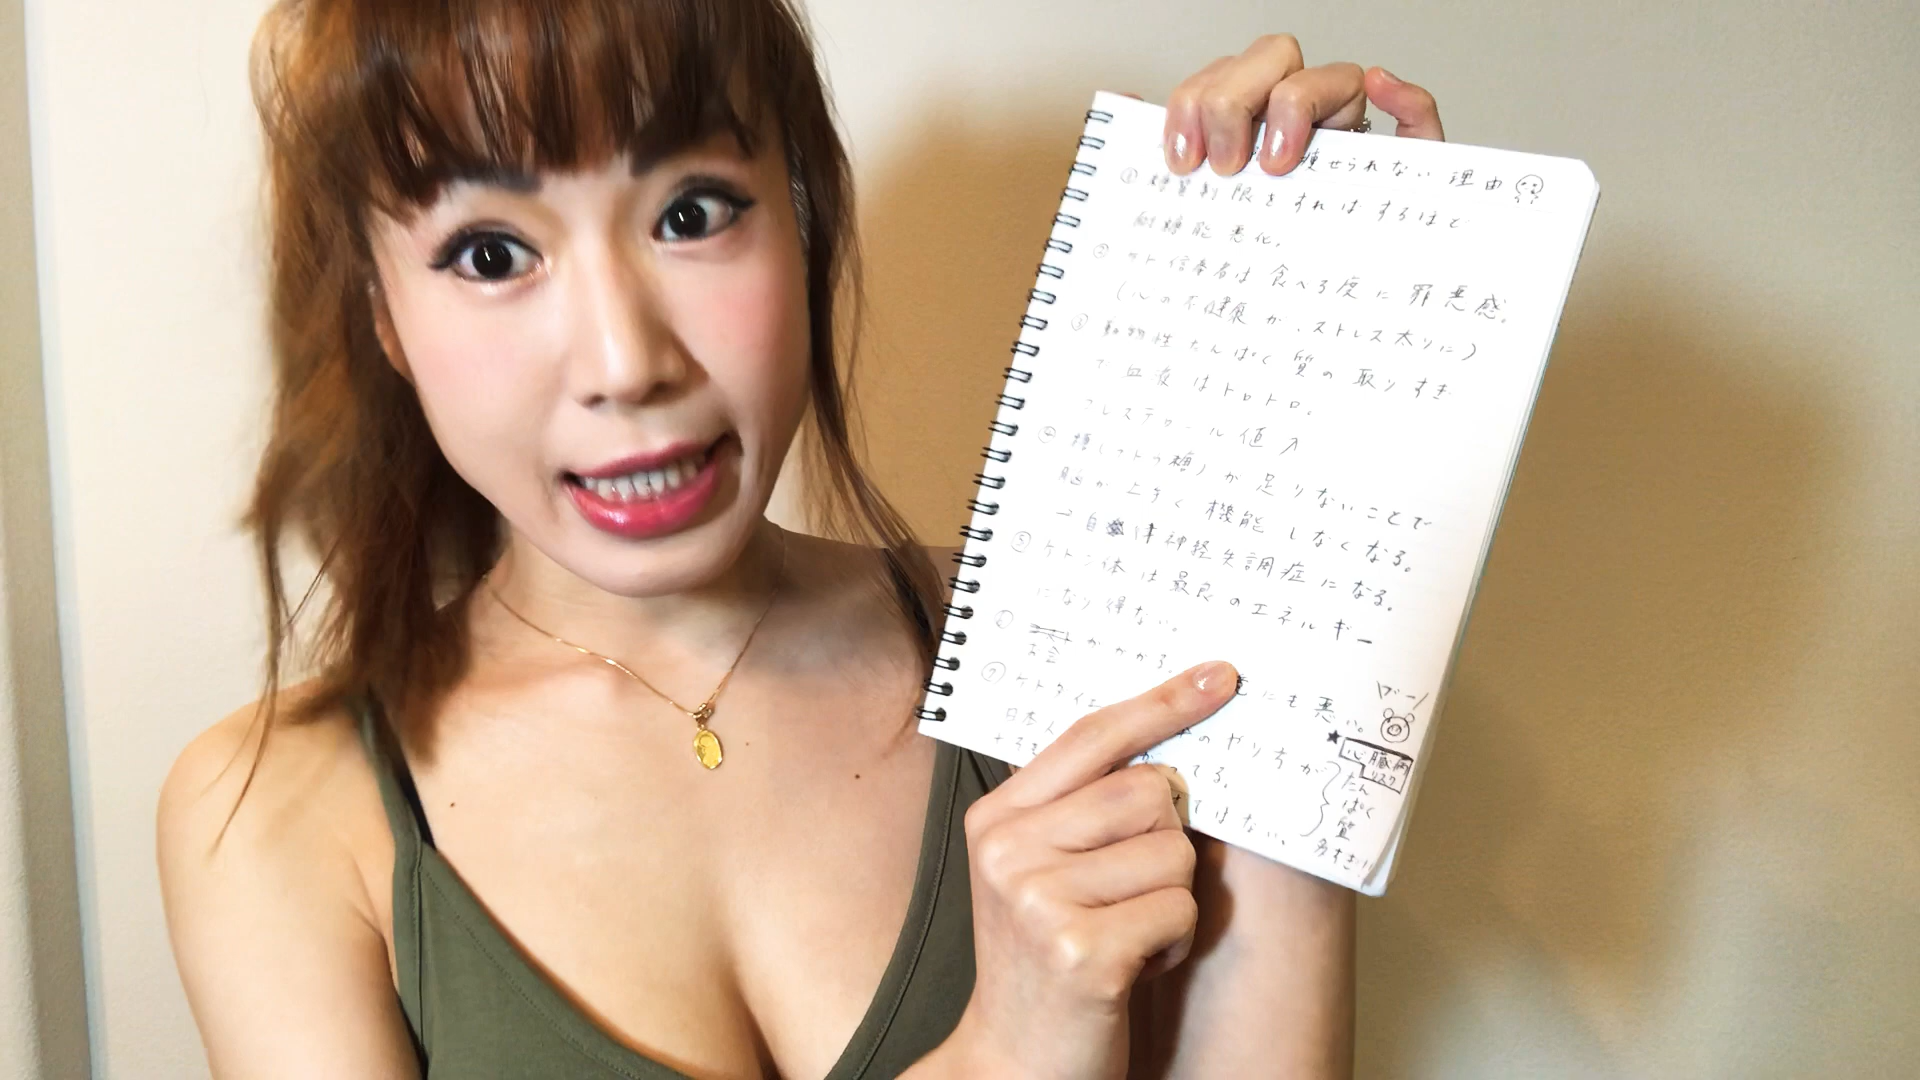 痩せられない理由
① 糖質制限をすればするほど
耐糖能悪化。
② ケト信奉者は食べる度に罪悪感。
(心の不健康が、ストレス太りに)
③ 動物性たんぱく質の取りすぎ
で血液はドロドロ。
コレステロール値↗
④ 糖(ブドウ糖)が足りないことで
脳が上手く機能しなくなる。
→自律神経失調症になる。
⑤ ケトン体は最良のエネルギー
になり得ない。
⑥ お金がかかる。
にも悪い。
⑦ ケトダイエ
のやり方が
日本人
ってる。
てはない、
\ブー/
★心臓病
リスク
たん
ぱく
質
多すぎ!!